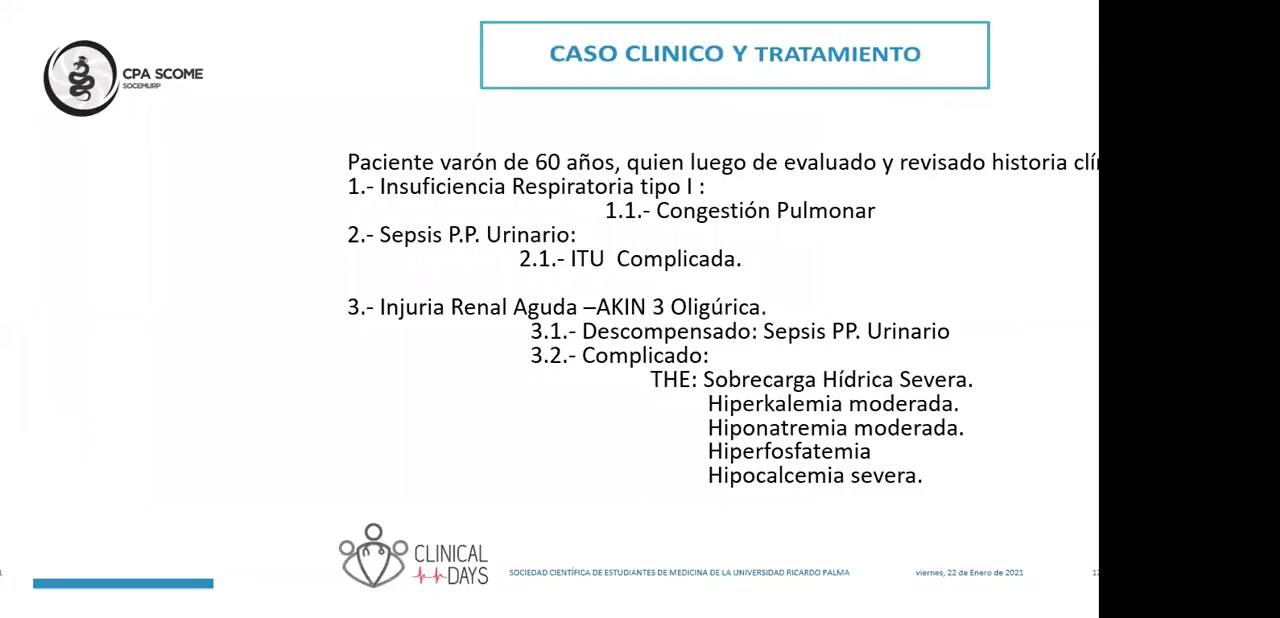 CASO CLINICO Y TRATAMIENTO
CPA SCOME
SOCEMURP
Paciente varón de 60 años, quien luego de evaluado y revisado historia
1.- Insuficiencia Respiratoria tipo I :
1.1.- Congestión Pulmonar
2.- Sepsis P.P. Urinario:
2.1.- ITU Complicada.
3.- Injuria Renal Aguda –AKIN 3 Oligúrica.
3.1.- Descompensado: Sepsis PP. Urinario
3.2.- Complicado:
THE: Sobrecarga Hídrica Severa.
Hiperkalemia moderada.
Hiponatremia moderada.
Hiperfosfatemia
Hipocalcemia severa.
CLINICAL
DAYS
SOCIEDAD CIENTÍFICA DE ESTUDIANTES DE MEDICINA DE LA UNIVERSIDAD RICARDO PALMA
viernes, 22 de Enero de 2021